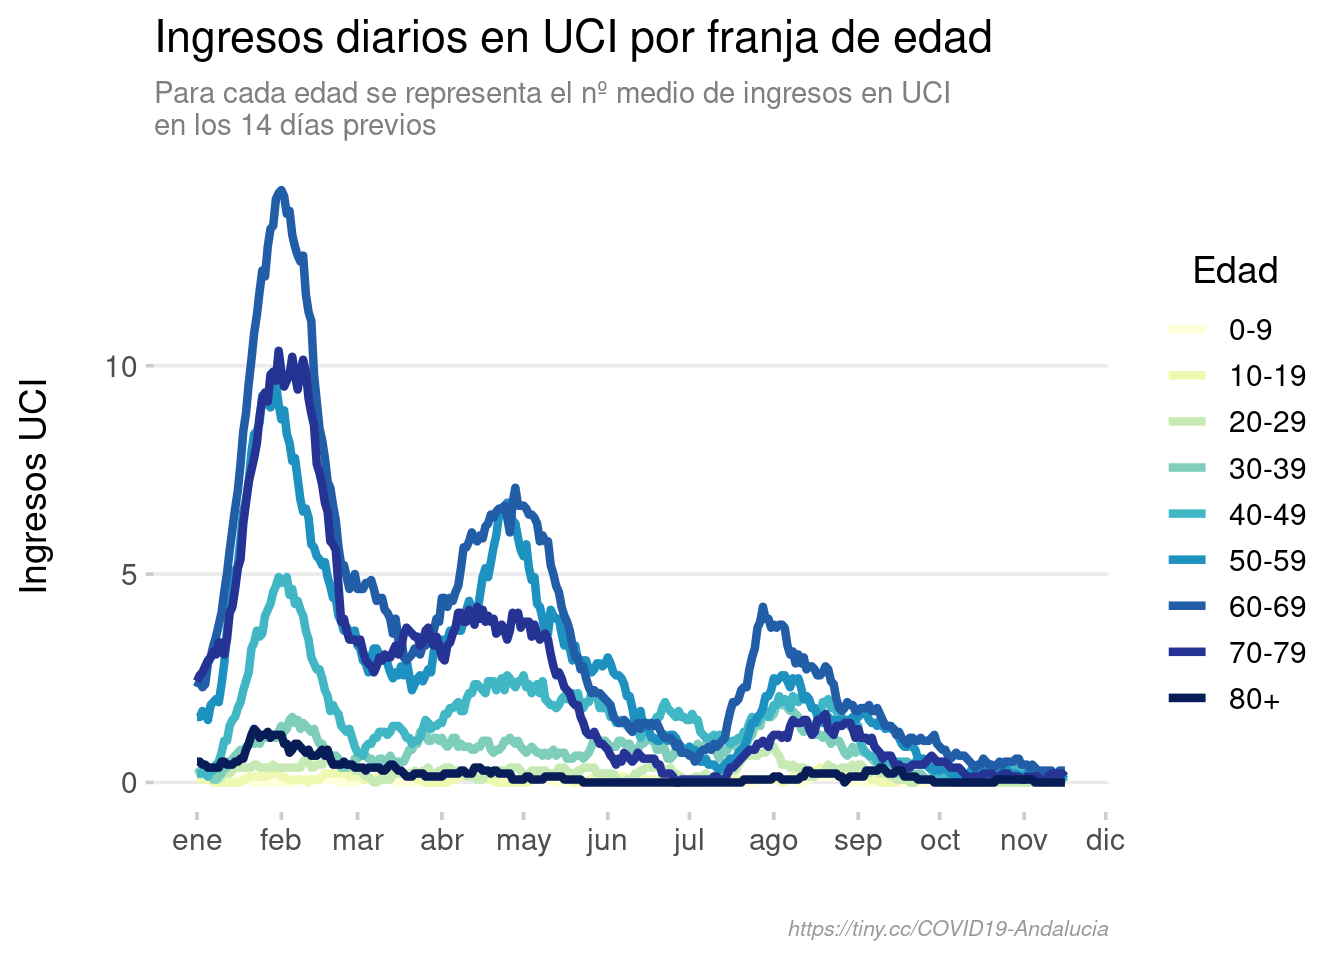 Ingresos diarios en UCI por franja de edad
Para cada edad se representa el nº medio de ingresos en UCI
en los 14 días previos
Ingresos UCI
10
5
0
ene feb mar abr may jun jul ago sep oct nov dic
Edad
0-9
10-19
20-29
30-39
40-49
50-59
60-69
70-79
80+
https://tiny.cc/COVID19-Andalucia